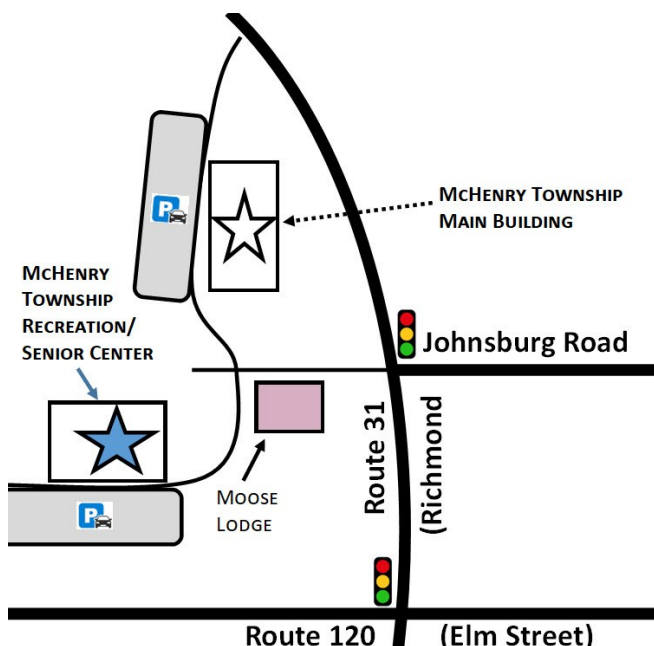 P
McHenry Township
Main Building
McHenry
Township
Recreation/
Senior Center
Johnsburg Road
Route 31
(Richmond
Moose
Lodge
P
Route 120 (Elm Street)